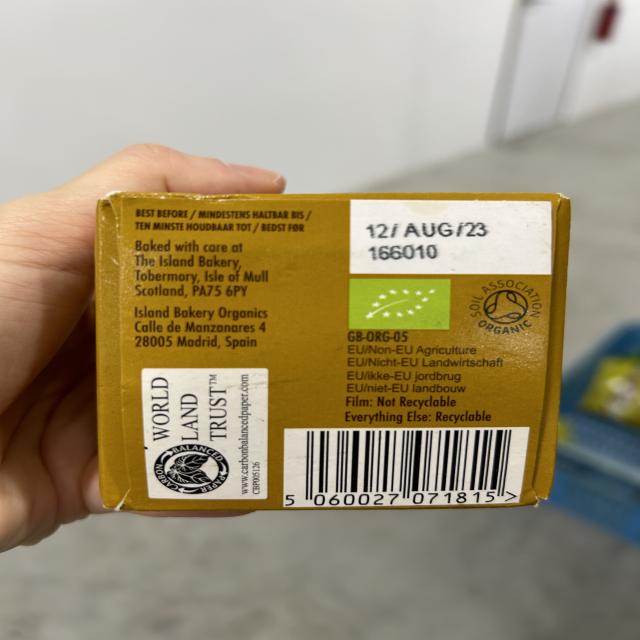 BEST BEFORE / MINDESTENS HALTBAR BIS /
TEN MINSTE HOUDBAAR TOT / BEDST FØR
12/ AUG/23
166010
Baked with care at
The Island Bakery,
Tobermory, Isle of Mull
Scotland, PA75 6PY
Island Bakery Organics
Calle de Manzanares 4
28005 Madrid, Spain
SOIL ASSOCIATION
ORGANIC
GB-ORG-05
EU/Non-EU Agriculture
EU/Nicht-EU Landwirtschaft
EU/ikke-EU jordbrug
EU/niet-EU landbouw
Film: Not Recyclable
Everything Else: Recyclable
WORLD
LAND
TRUST™
www.carbonbalancedpaper.com
CBP005126
CARBON BALANCED PAPER
5 060027 071815 >